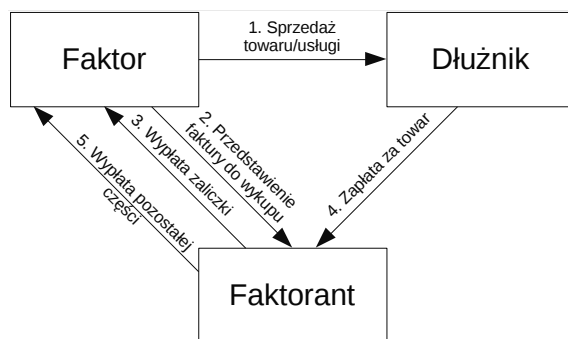 1. Sprzedaż
towaru/usługi
Faktor
Dłużnik
2. Przedstawienie
faktury do wykupu
3. Wypłata zaliczki
4. Zapłata za towar
5. Wypłata pozostałej
części
Faktorant